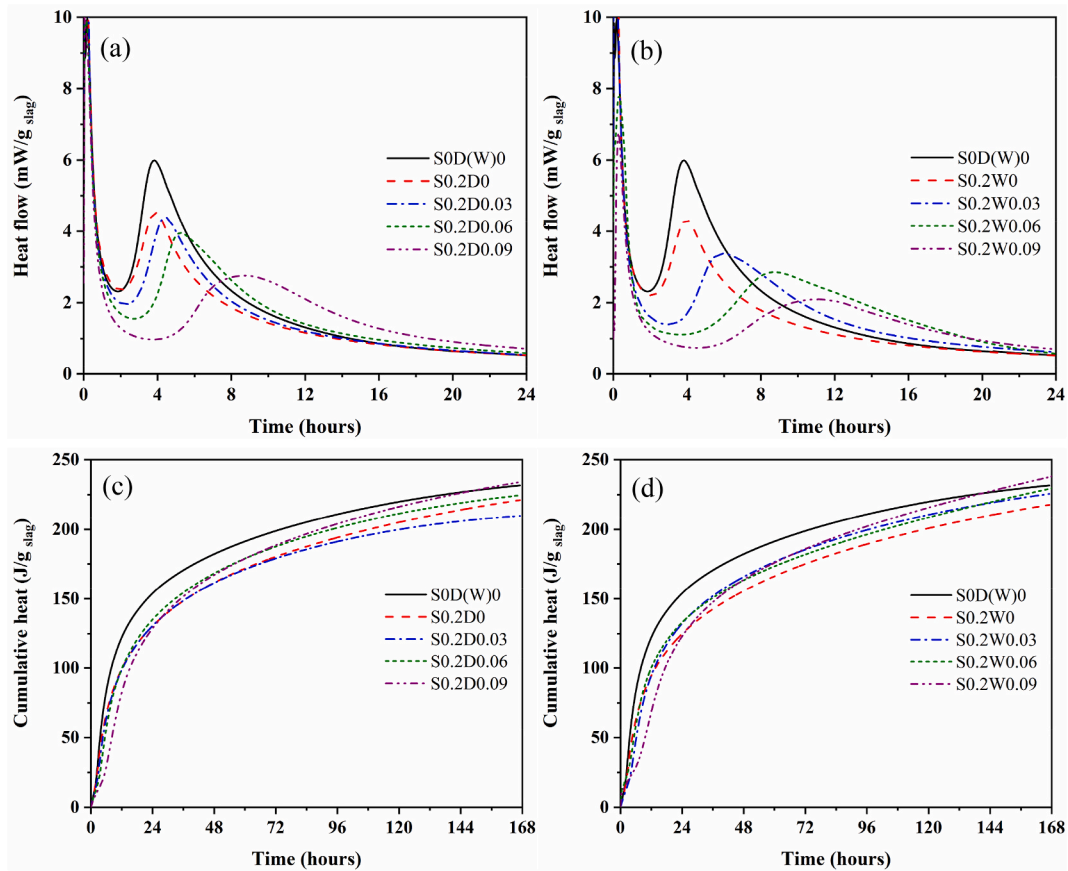 (a)
Heat flow (mW/g slag)
10
8
6
4
2
0
S0D(W)0
S0.2D0
S0.2D0.03
S0.2D0.06
S0.2D0.09
0 4 8 12 16 20 24
Time (hours)
(b)
Heat flow (mW/g slag)
10
8
6
4
2
0
S0D(W)0
S0.2W0
S0.2W0.03
S0.2W0.06
S0.2W0.09
0 4 8 12 16 20 24
Time (hours)
(c)
Cumulative heat (J/g slag)
250
200
150
100
50
0
S0D(W)0
S0.2D0
S0.2D0.03
S0.2D0.06
S0.2D0.09
0 24 48 72 96 120 144 168
Time (hours)
(d)
Cumulative heat (J/g slag)
250
200
150
100
50
0
S0D(W)0
S0.2W0
S0.2W0.03
S0.2W0.06
S0.2W0.09
0 24 48 72 96 120 144 168
Time (hours)